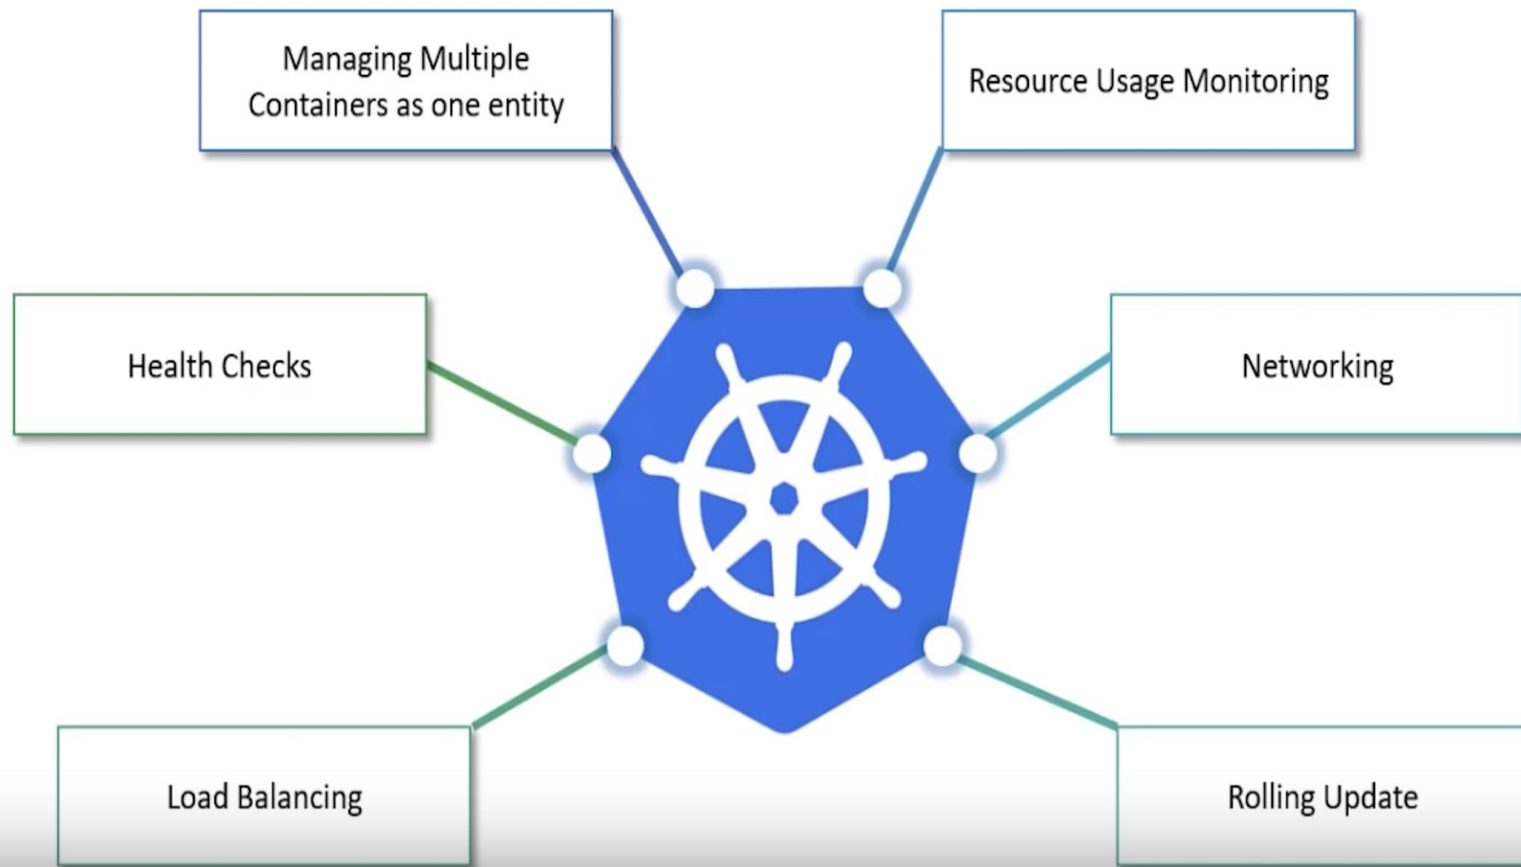 Managing Multiple
Containers as one entity
Resource Usage Monitoring
Health Checks
Networking
Load Balancing
Rolling Update